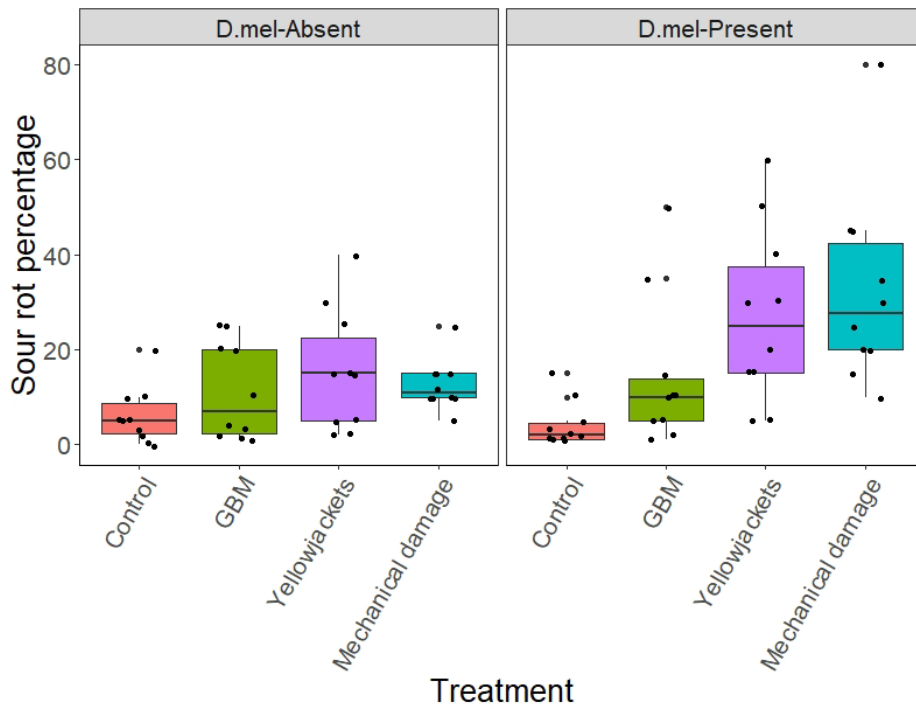 D.mel-Absent
D.mel-Present
Sour rot percentage
80
60
40
20
0
Control
GBM
Yellowjackets
Mechanical damage
Control
GBM
Yellowjackets
Mechanical damage
Treatment